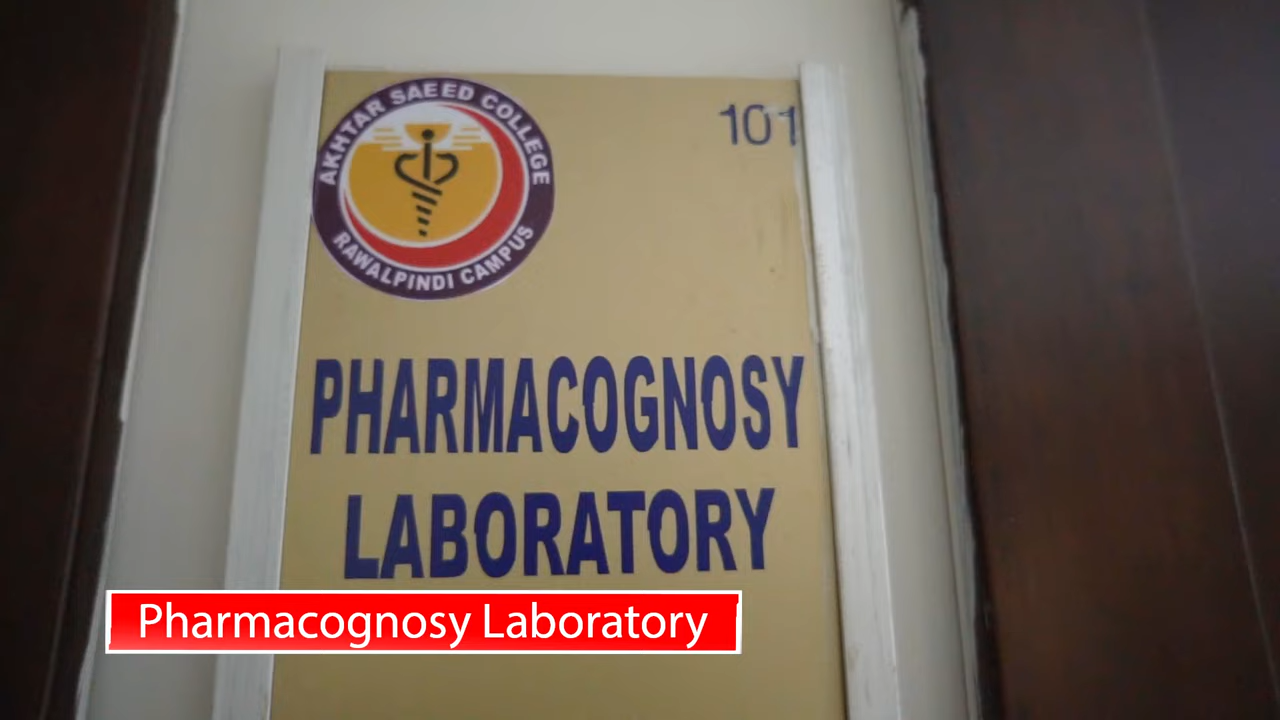 AKHTAR SAEED COLLEGE
RAWALPINDI CAMPUS
101
PHARMACOGNOSY
LABORATORY
Pharmacognosy Laboratory